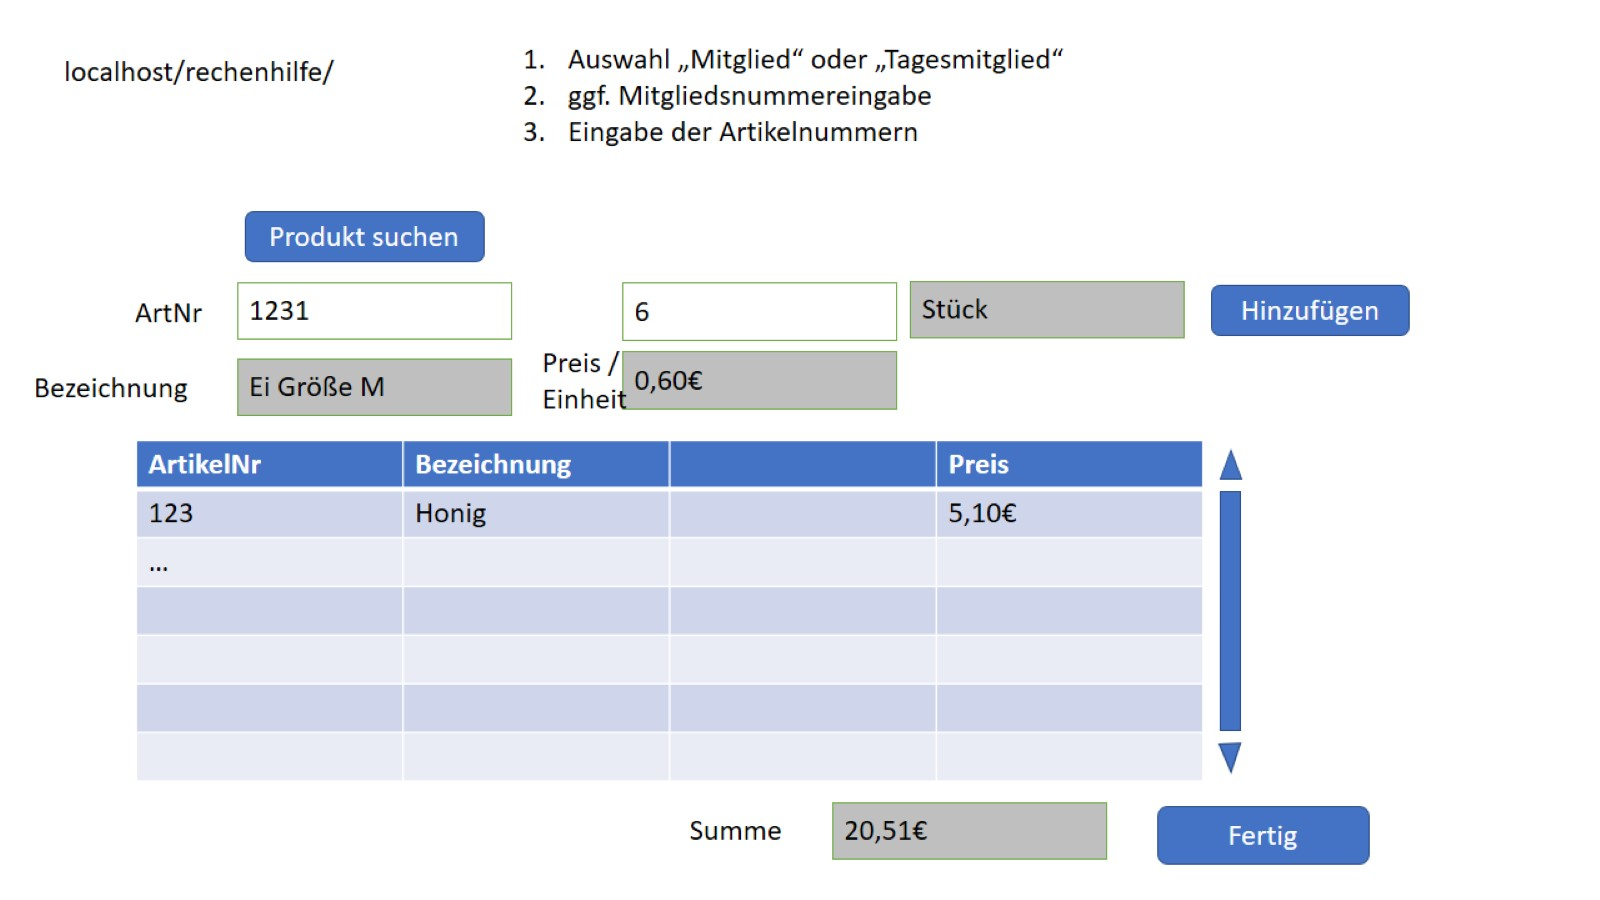 localhost/rechenhilfe/
1. Auswahl „Mitglied“ oder „Tagesmitglied“
2. ggf. Mitgliedsnummereingabe
3. Eingabe der Artikelnummern
Produkt suchen
ArtNr 1231 6 Stück Hinzufügen
Bezeichnung Ei Größe M Preis / Einheit 0,60€
ArtikelNr Bezeichnung Preis
123 Honig 5,10€
...
Summe 20,51€ Fertig